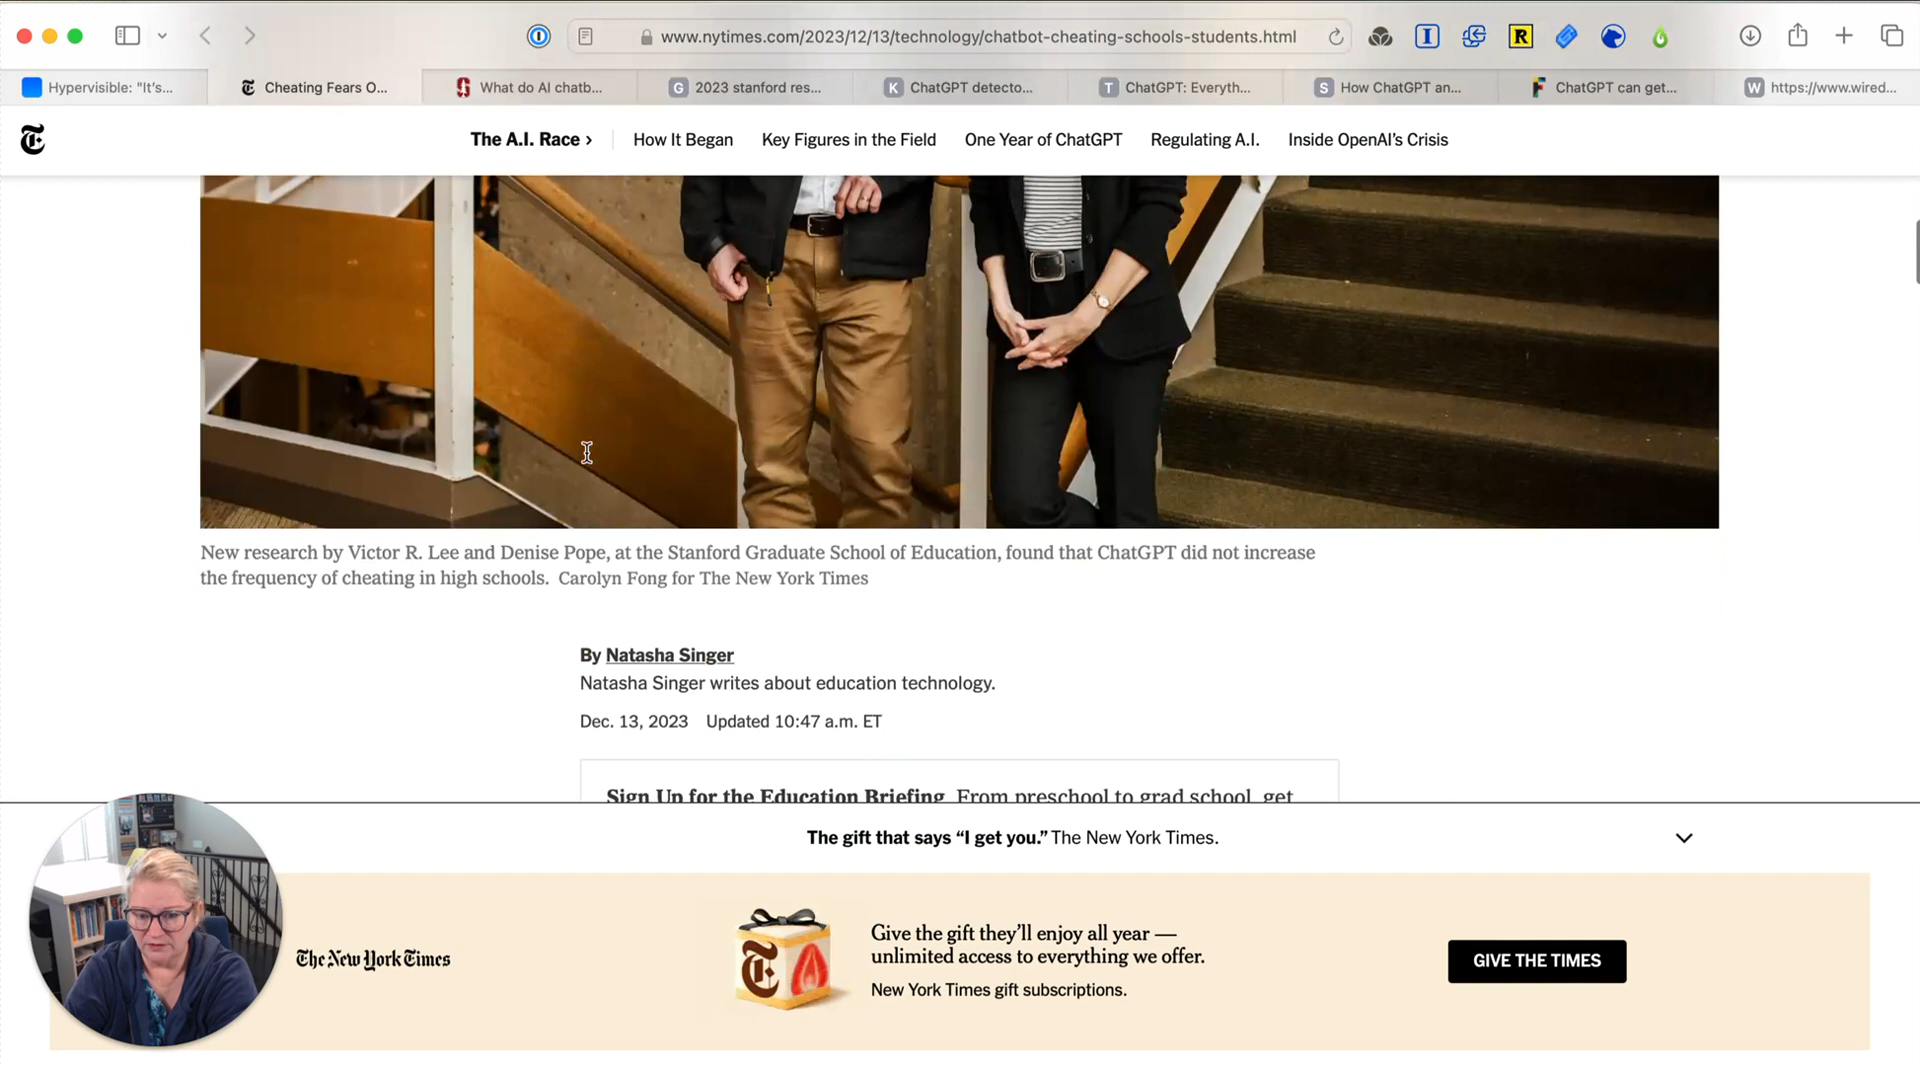 www.nytimes.com/2023/12/13/technology/chatbot-cheating-schools-students.html
Hypervisible: "It's...
Cheating Fears O...
What do AI chatb...
2023 stanford res...
ChatGPT detecto...
ChatGPT: Everyth...
How ChatGPT an...
ChatGPT can get...
https://www.wired...
The A.I. Race >
How It Began
Key Figures in the Field
One Year of ChatGPT
Regulating A.I.
Inside OpenAI's Crisis
New research by Victor R. Lee and Denise Pope, at the Stanford Graduate School of Education, found that ChatGPT did not increase
the frequency of cheating in high schools. Carolyn Fong for The New York Times
By Natasha Singer
Natasha Singer writes about education technology.
Dec. 13, 2023 Updated 10:47 a.m. ET
Sign Up for the Education Briefing From preschool to grad school, get
The gift that says “I get you.” The New York Times.
The New York Times
Give the gift they’ll enjoy all year —
unlimited access to everything we offer.
New York Times gift subscriptions.
GIVE THE TIMES